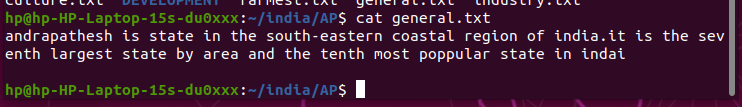 culture.txt DEVELOPMENT farmest.txt general.txt industry.txt
hp@hp-HP-Laptop-15s-du0xxx:~/india/AP$ cat general.txt
andrapathesh is state in the south-eastern coastal region of india.it is the sev
enth largest state by area and the tenth most poppular state in indai
hp@hp-HP-Laptop-15s-du0xxx:~/india/AP$